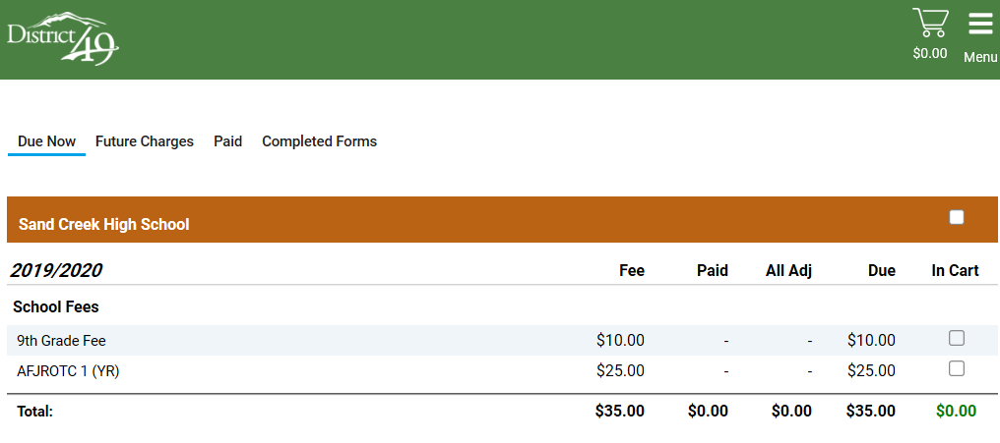 District 49
$0.00
Menu
Due Now Future Charges Paid Completed Forms
Sand Creek High School
2019/2020 Fee Paid All Adj Due In Cart
School Fees
9th Grade Fee $10.00 - - $10.00
AFJROTC 1 (YR) $25.00 - - $25.00
Total: $35.00 $0.00 $0.00 $35.00 $0.00